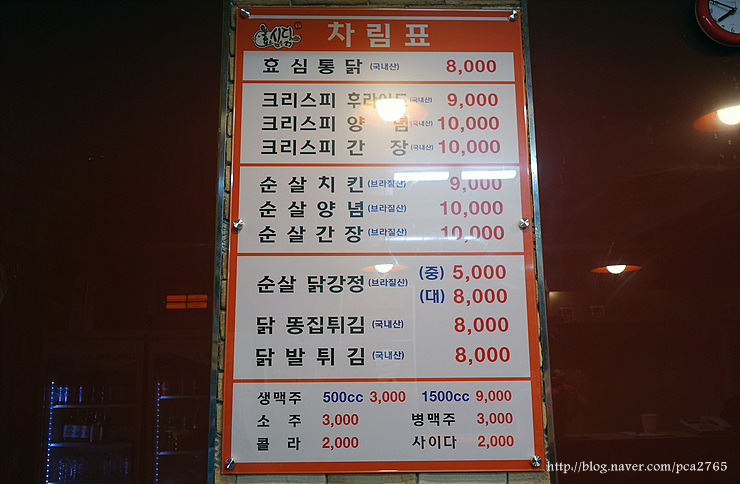 효심닭
차림표
효심통닭 (국내산) 8,000
크리스피 후라이드 (국내산) 9,000
크리스피 양념 (국내산) 10,000
크리스피 간장 (국내산) 10,000
순살치킨 (브라질산) 9,000
순살양념 (브라질산) 10,000
순살간장 (브라질산) 10,000
순살 닭강정 (브라질산) (중) 5,000
(대) 8,000
닭 똥집튀김 (국내산) 8,000
닭발튀김 (국내산) 8,000
생맥주 500cc 3,000 1500cc 9,000
소주 3,000 병맥주 3,000
콜라 2,000 사이다 2,000
http://blog.naver.com/pca2765